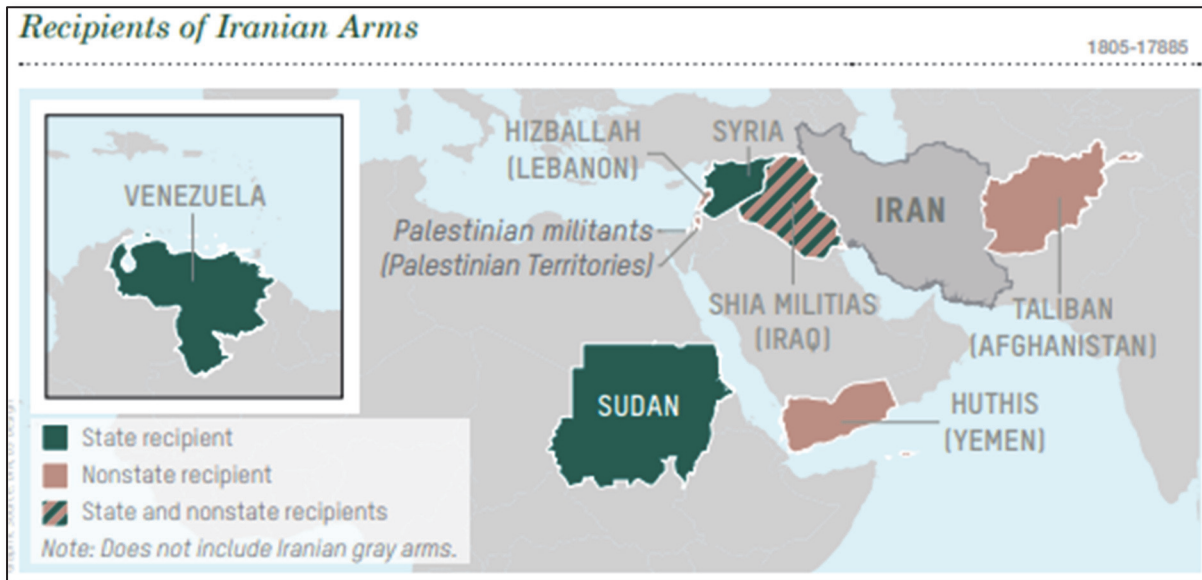 Recipients of Iranian Arms
1805-17885
VENEZUELA
HIZBALLAH
(LEBANON)
SYRIA
Palestinian militants
(Palestinian Territories)
IRAN
SHIA MILITIAS
(IRAQ)
TALIBAN
(AFGHANISTAN)
SUDAN
HUTHIS
(YEMEN)
State recipient
Nonstate recipient
State and nonstate recipients
Note: Does not include Iranian gray arms.